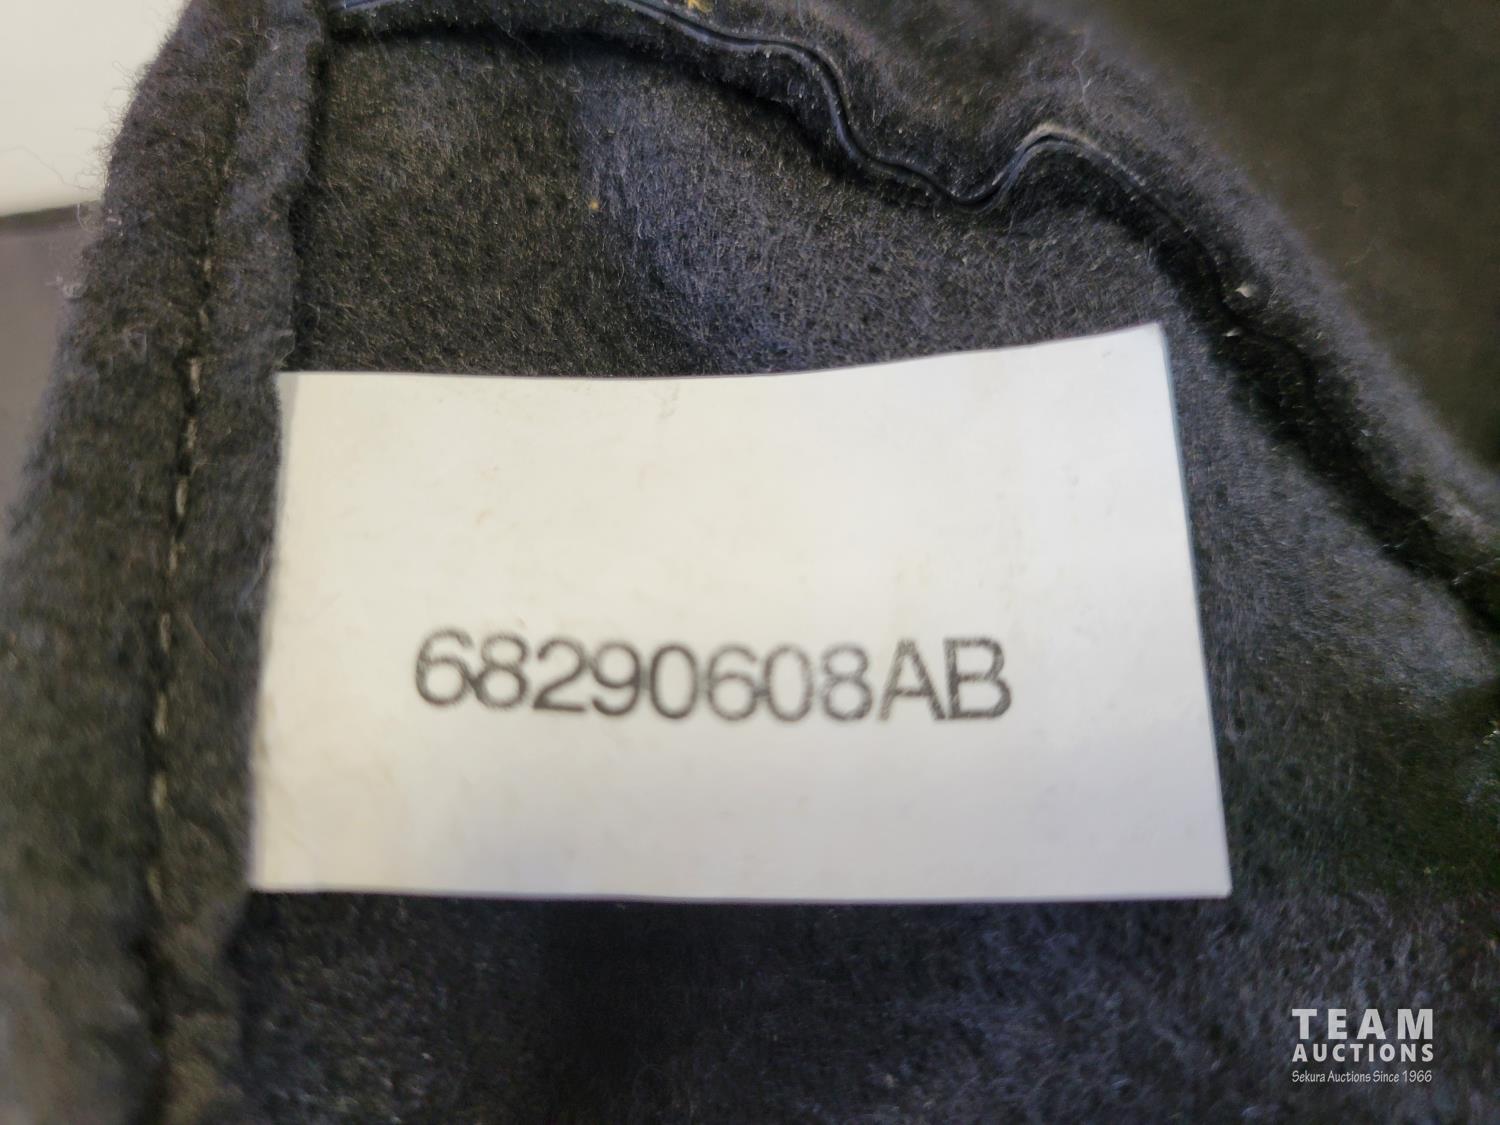 68290608AB
TEAM
AUCTIONS
Sekura Auctions Since 1966